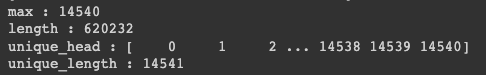 max : 14540
length : 620232
unique_head : [    0     1     2 ... 14538 14539 14540]
unique_length : 14541